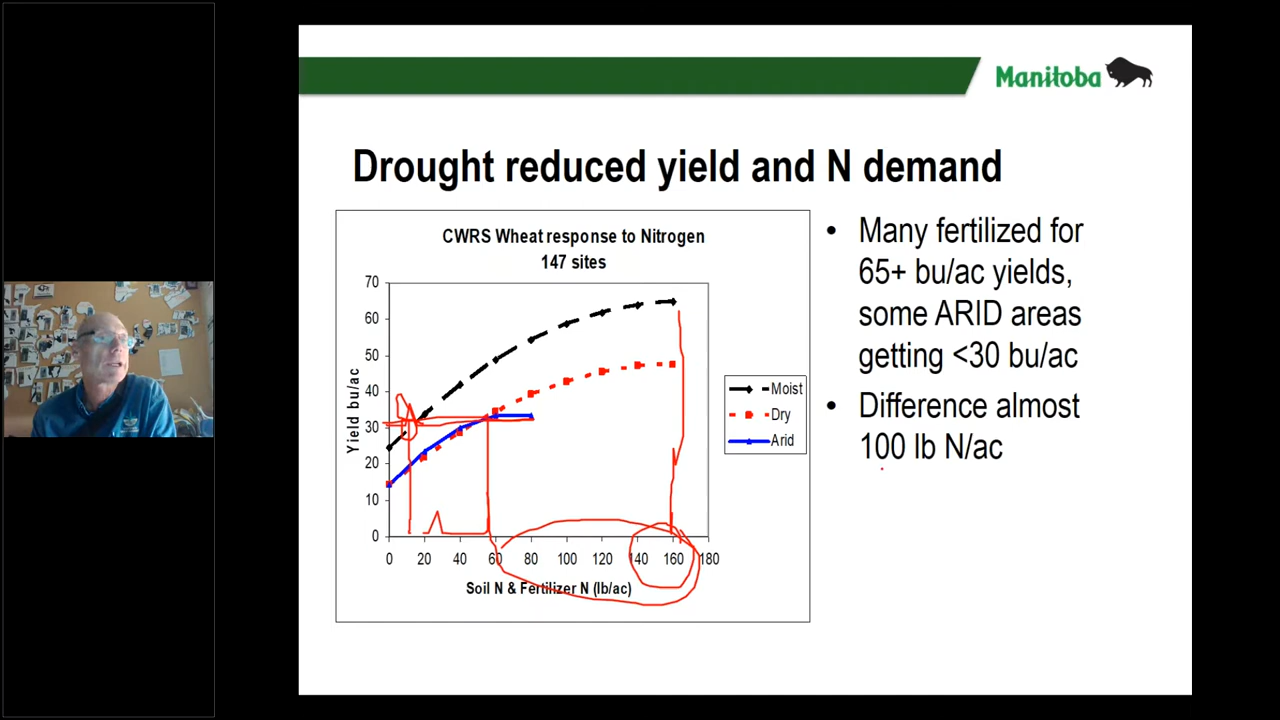 Manitoba
Drought reduced yield and N demand
CWRS Wheat response to Nitrogen
147 sites
70
60
50
40
30
20
10
0
Yield bu/ac
0 20 40 60 80 100 120 140 160 180
Soil N & Fertilizer N (lb/ac)
Moist
Dry
Arid
• Many fertilized for
65+ bu/ac yields,
some ARID areas
getting <30 bu/ac
• Difference almost
100 lb N/ac